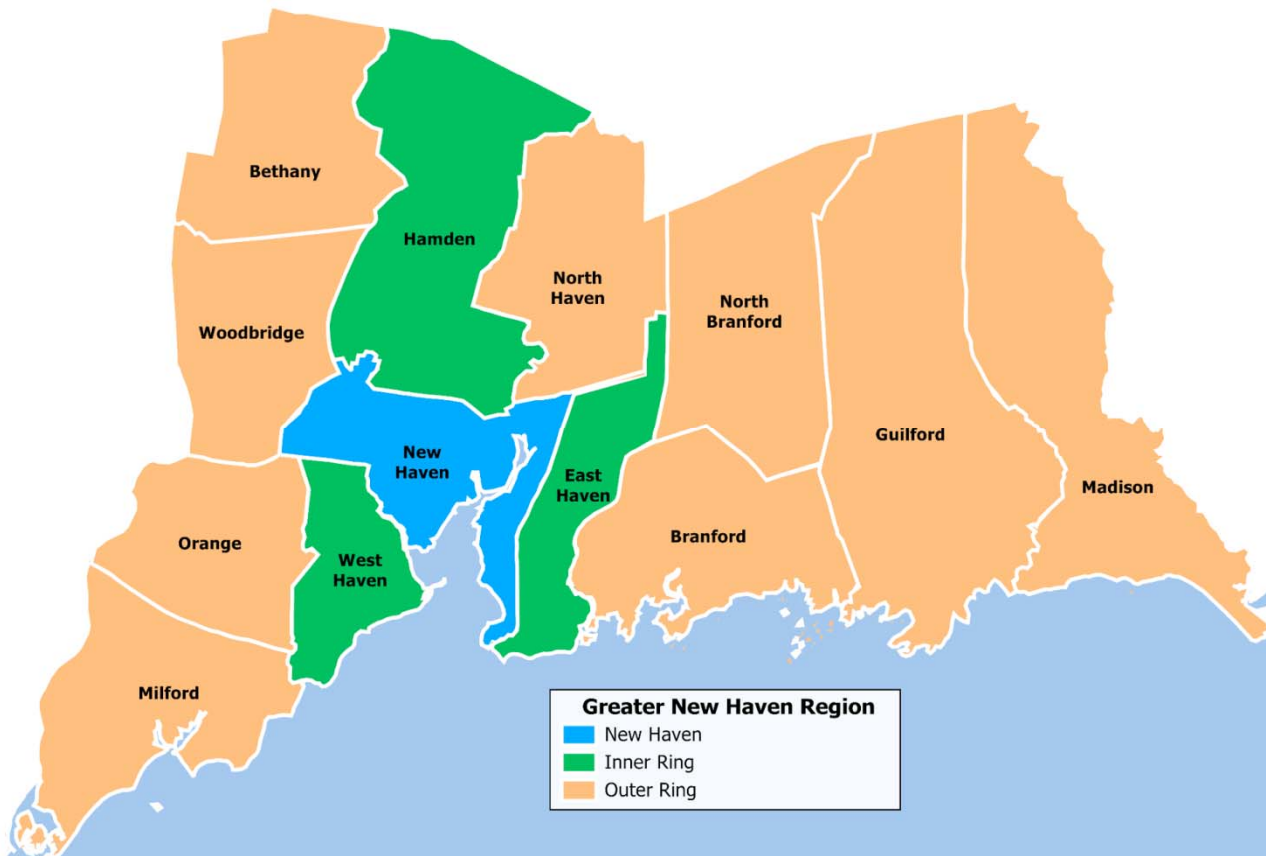 Bethany
Hamden
North
Haven
North
Branford
Woodbridge
New
Haven
Guilford
East
Haven
Madison
Orange
West
Haven
Branford
Milford
Greater New Haven Region
New Haven
Inner Ring
Outer Ring